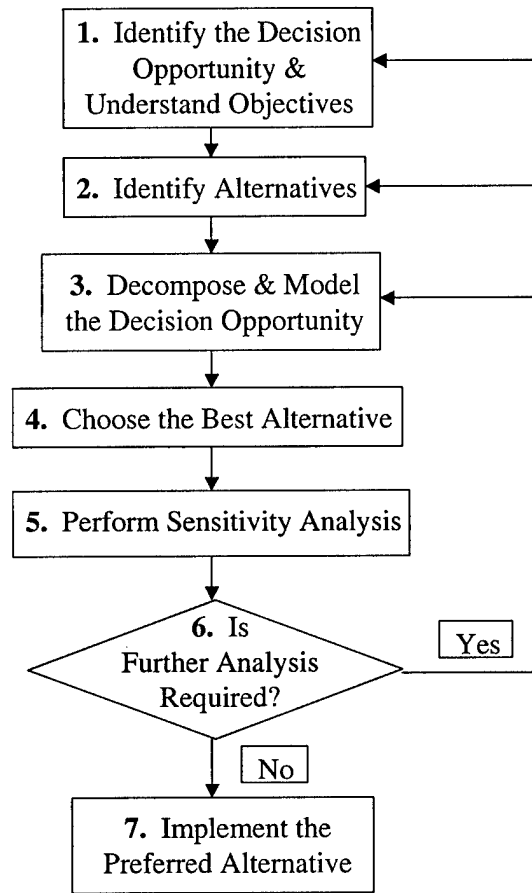 1. Identify the Decision
Opportunity &
Understand Objectives
2. Identify Alternatives
3. Decompose & Model
the Decision Opportunity
4. Choose the Best Alternative
5. Perform Sensitivity Analysis
6. Is
Further Analysis
Required?
Yes
No
7. Implement the
Preferred Alternative